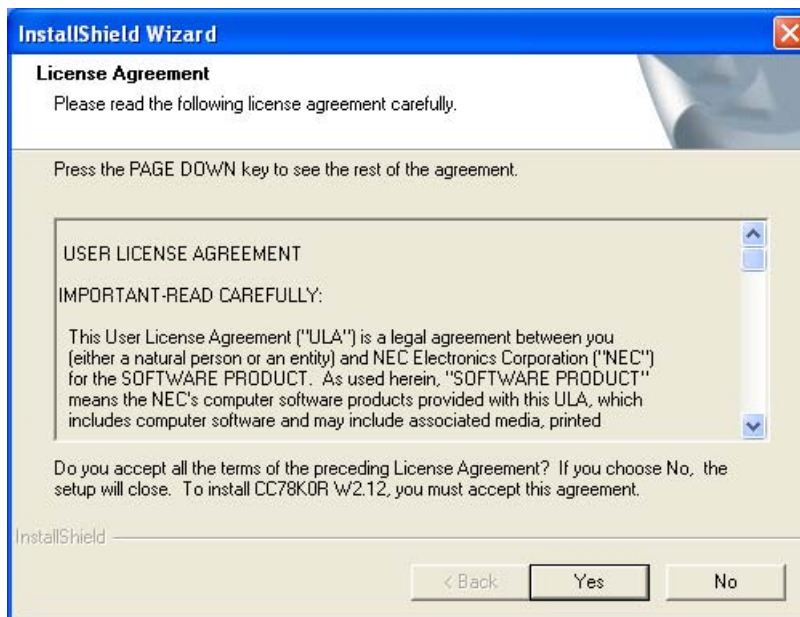 InstallShield Wizard
License Agreement
Please read the following license agreement carefully.
Press the PAGE DOWN key to see the rest of the agreement.
USER LICENSE AGREEMENT
IMPORTANT-READ CAREFULLY:
This User License Agreement ("ULA") is a legal agreement between you
(either a natural person or an entity) and NEC Electronics Corporation ("NEC")
for the SOFTWARE PRODUCT.  As used herein, "SOFTWARE PRODUCT"
means the NEC's computer software products provided with this ULA, which
includes computer software and may include associated media, printed
Do you accept all the terms of the preceding License Agreement?  If you choose No,  the
setup will close.  To install CC78K0R W2.12, you must accept this agreement.
InstallShield
< Back
Yes
No